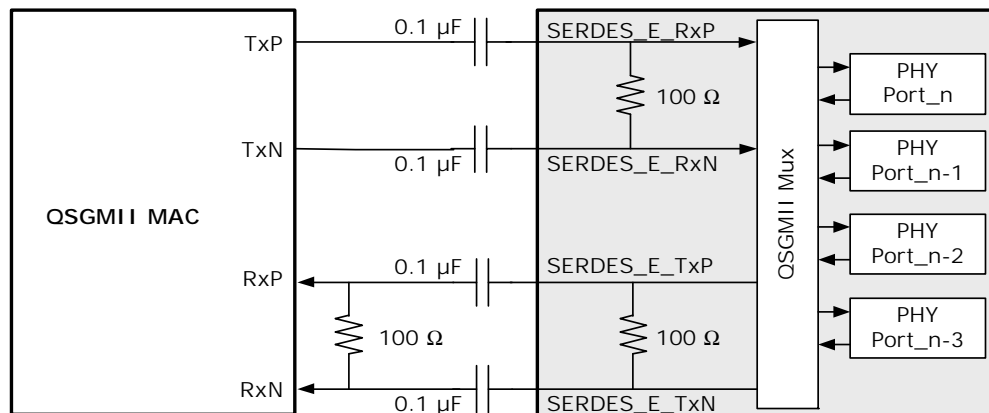 0.1 µF
SERDES_E_RxP
TxP
100 Ω
PHY
Port_n
TxN
0.1 µF
SERDES_E_RxN
PHY
Port_n-1
QSGMII MAC
QSGMII Mux
PHY
Port_n-2
0.1 µF
SERDES_E_TxP
RxP
100 Ω
100 Ω
PHY
Port_n-3
RxN
0.1 µF
SERDES_E_TxN